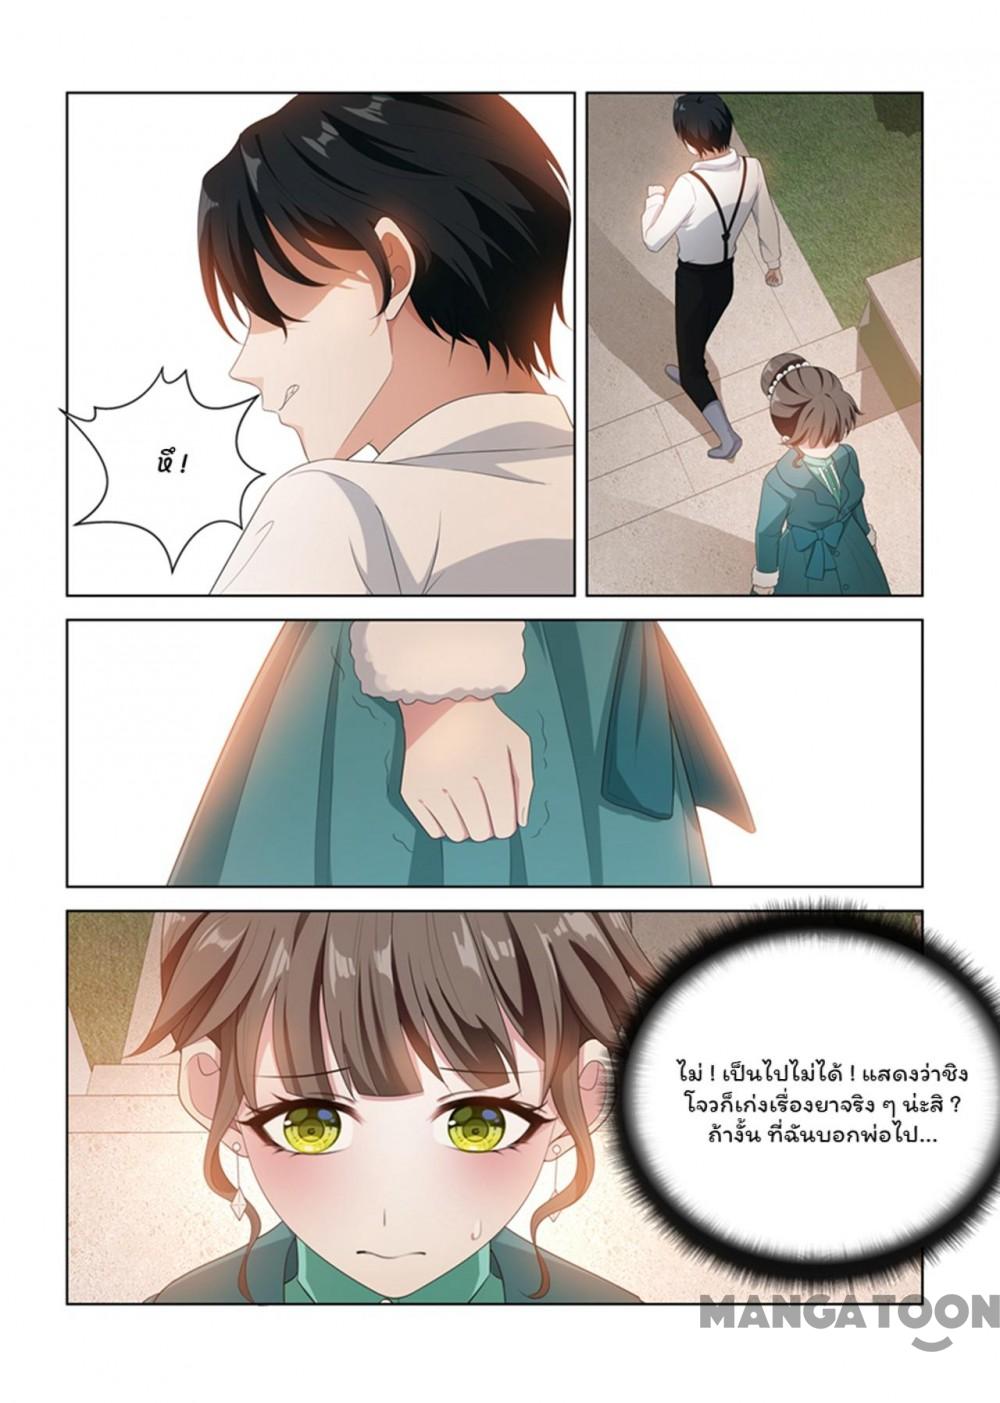 หึ !
ไม่ ! เป็นไปไม่ได้ ! แสดงว่าชิง
โจวก็เก่งเรื่องยาจริง ๆ น่ะสิ ?
ถ้างั้น ที่ฉันบอกพ่อไป...
MANGATOON